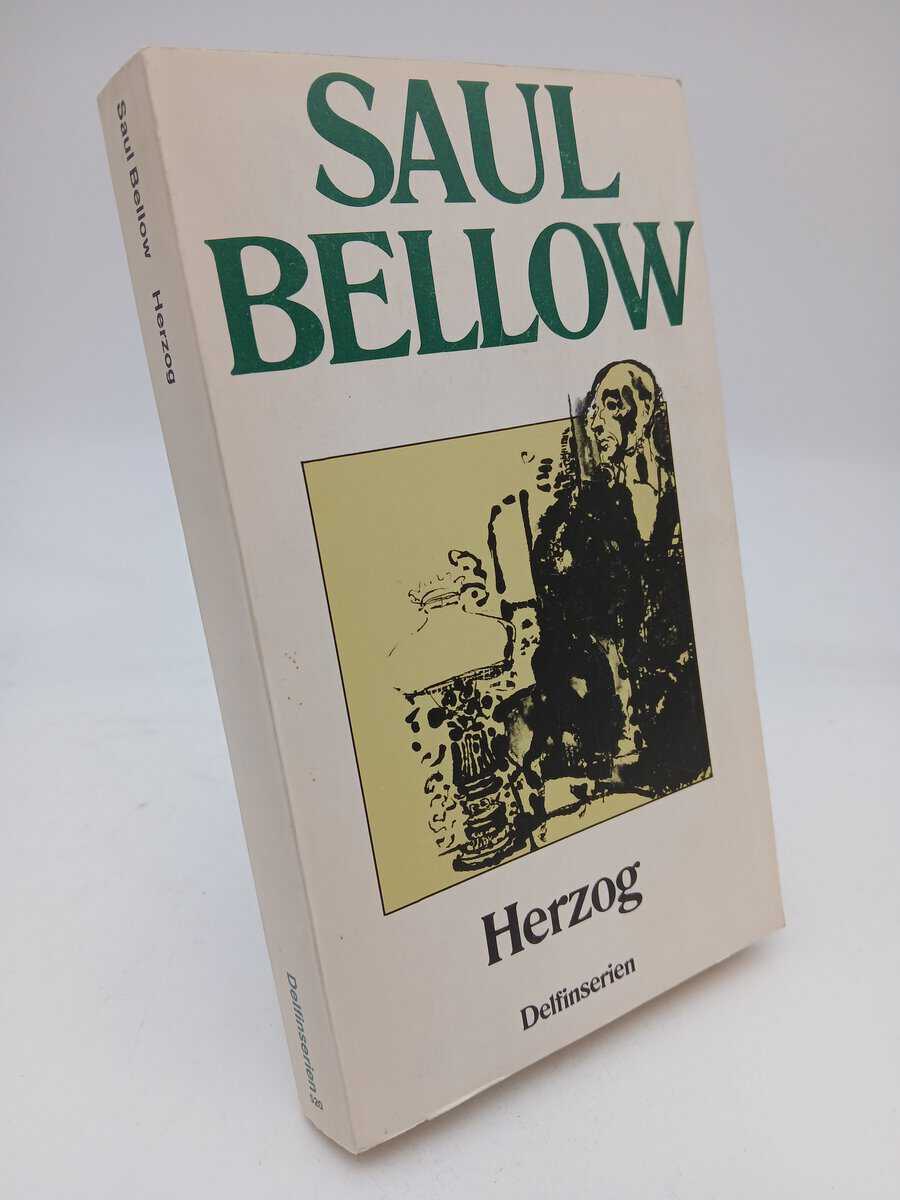 SAUL
BELLOW
Herzog
Delfinserien
Saul Bellow Herzog
Delfinserien